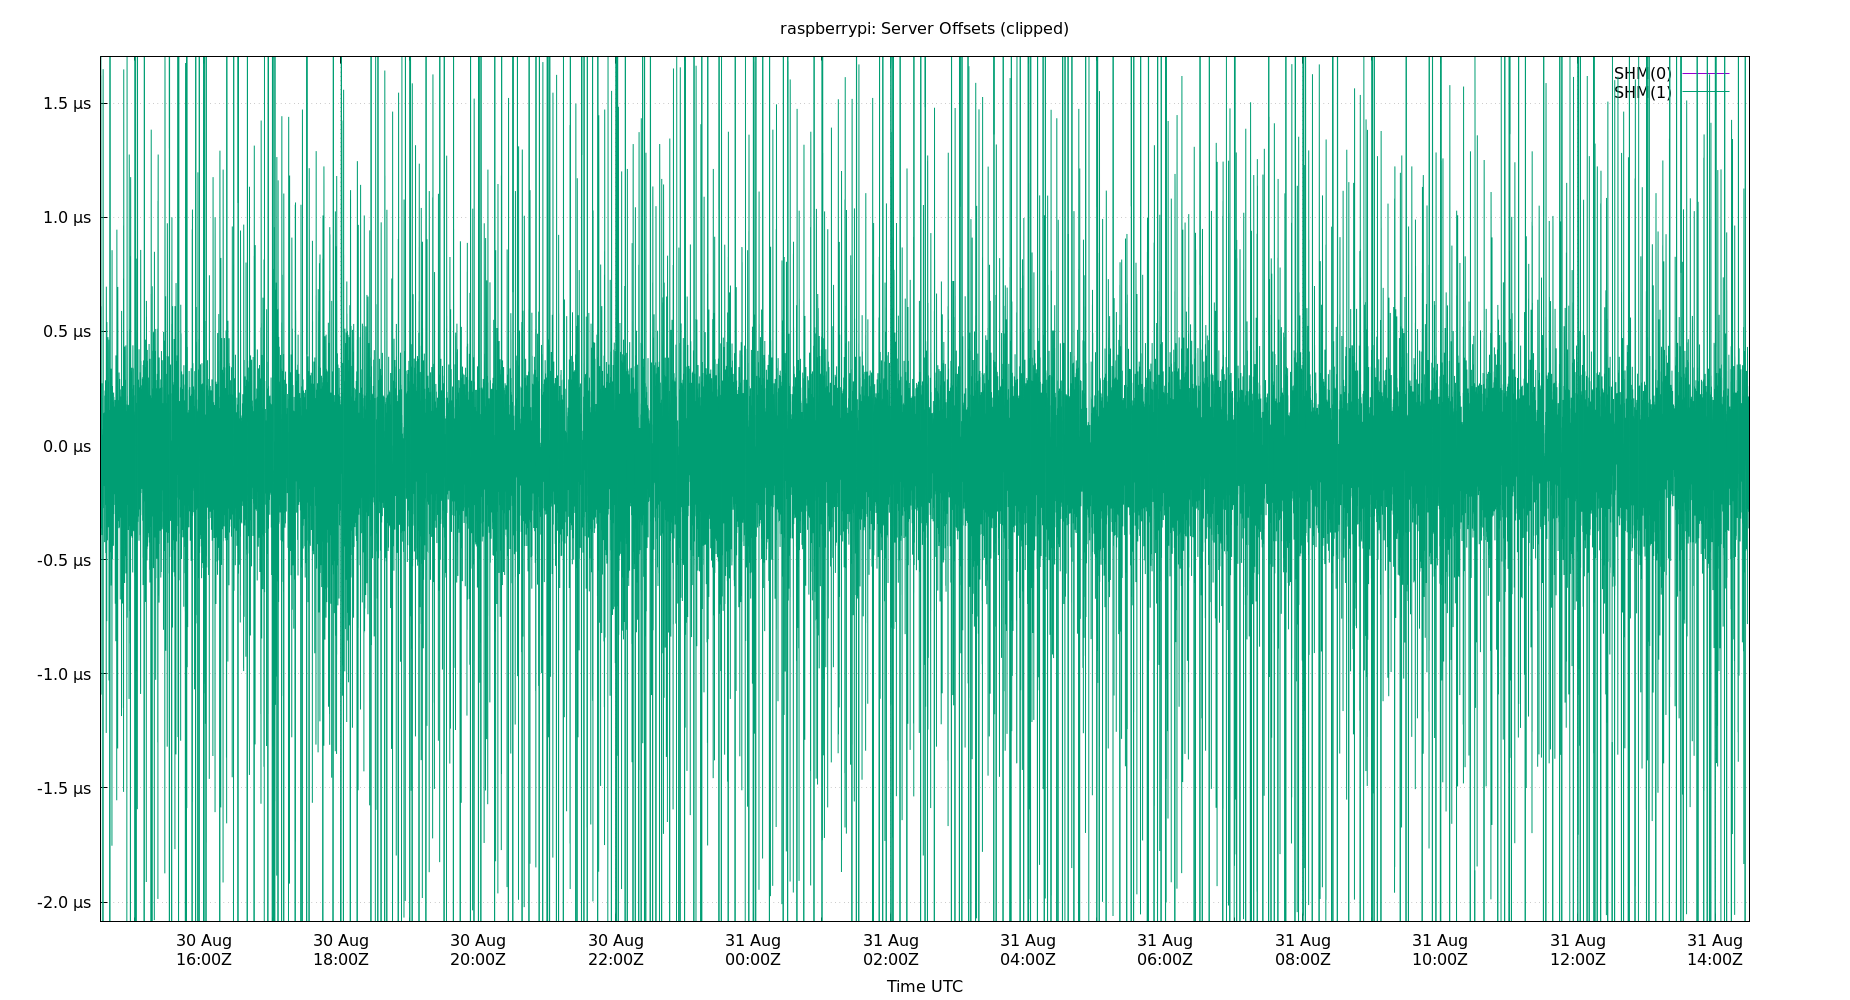 raspberrypi: Server Offsets (clipped)
SHM(0)
SHM(1)
1.5 µs
1.0 µs
0.5 µs
0.0 µs
-0.5 µs
-1.0 µs
-1.5 µs
-2.0 µs
30 Aug 30 Aug 30 Aug 30 Aug 31 Aug 31 Aug 31 Aug 31 Aug 31 Aug 31 Aug 31 Aug 31 Aug
16:00Z 18:00Z 20:00Z 22:00Z 00:00Z 02:00Z 04:00Z 06:00Z 08:00Z 10:00Z 12:00Z 14:00Z
Time UTC